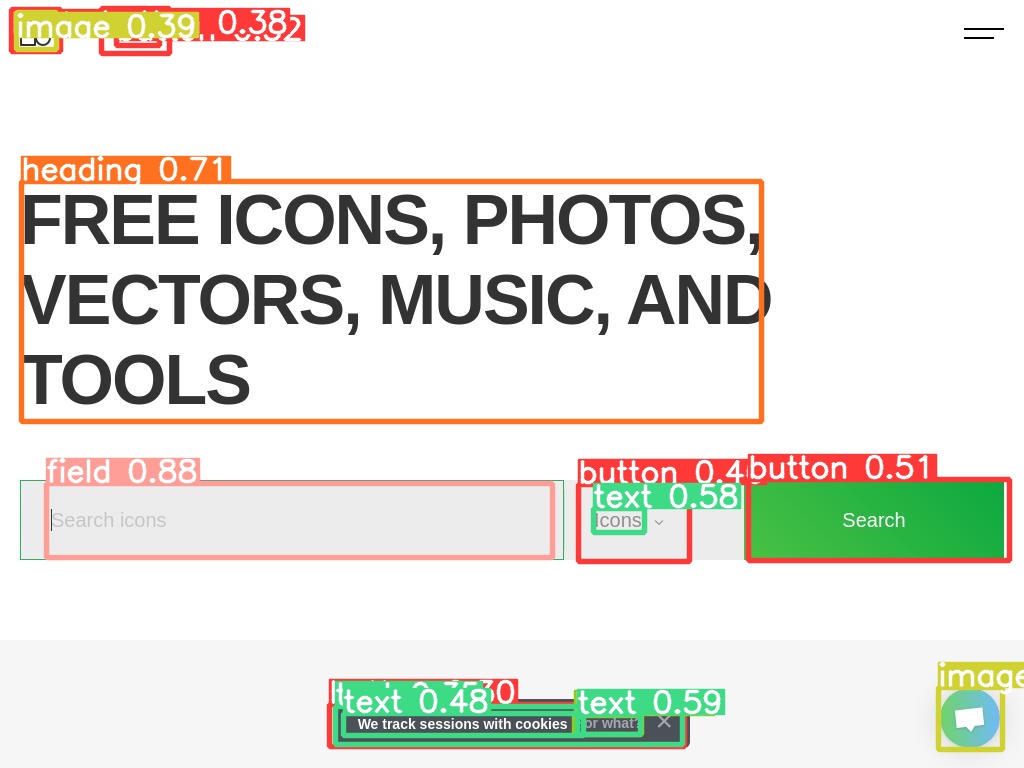 image 0.39
0.38
0.32
heading 0.71
FREE ICONS, PHOTOS,
VECTORS, MUSIC, AND
TOOLS
field 0.88
button 0.4
button 0.51
text 0.58
Search icons
Icons
Search
image
text 0.48
text 0.59
We track sessions with cookies
or what?